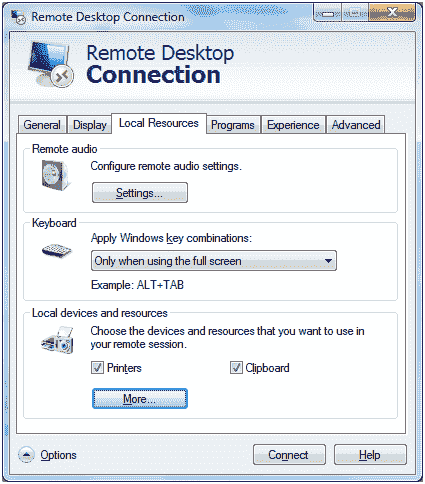 Remote Desktop Connection
Remote Desktop
Connection
General Display Local Resources Programs Experience Advanced
Remote audio
Configure remote audio settings.
Settings...
Keyboard
Apply Windows key combinations:
Only when using the full screen
Example: ALT+TAB
Local devices and resources
Choose the devices and resources that you want to use in
your remote session.
Printers Clipboard
More...
Options Connect Help